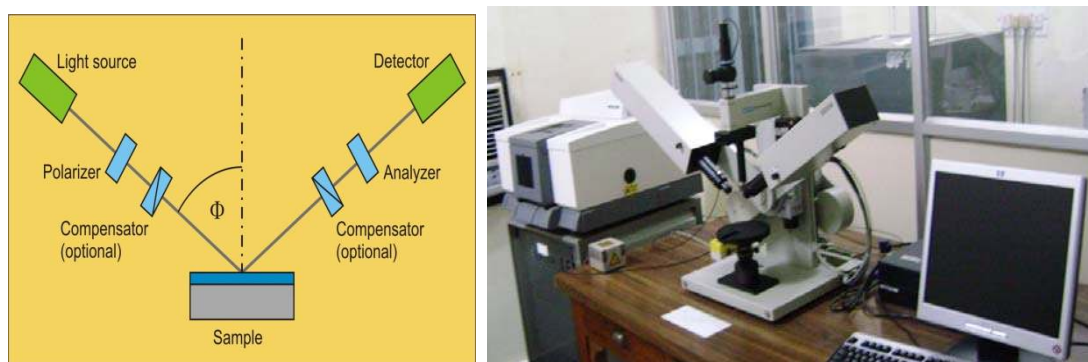 Light source
Detector
Polarizer
Analyzer
Φ
Compensator
(optional)
Compensator
(optional)
Sample